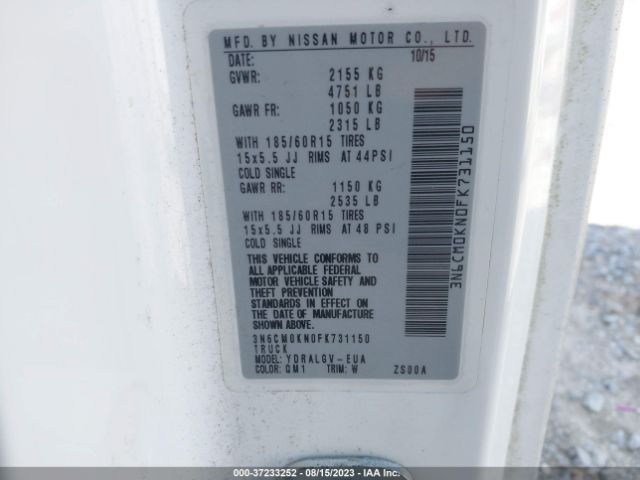 MFD. BY NISSAN MOTOR CO., LTD.
DATE: 10/15
GVWR: 2155 KG
4751 LB
GAWR FR: 1050 KG
2315 LB
WITH 185/60R15 TIRES
15x5.5 JJ RIMS AT 44PSI
COLD SINGLE
GAWR RR: 1150 KG
2535 LB
WITH 185/60R15 TIRES
15x5.5 JJ RIMS AT 48 PSI
COLD SINGLE
THIS VEHICLE CONFORMS TO
ALL APPLICABLE FEDERAL
MOTOR VEHICLE SAFETY AND
THEFT PREVENTION
STANDARDS IN EFFECT ON
THE DATE OF MANUFACTURE
SHOWN ABOVE.
3N6CM0KN0FK731150
TRUCK
MODEL: YDRALGV-EUA
COLOR: QM1 TRIM: W ZS00A
3N6CM0KN0FK731150
000-37233252 - 08/15/2023 - IAA Inc.